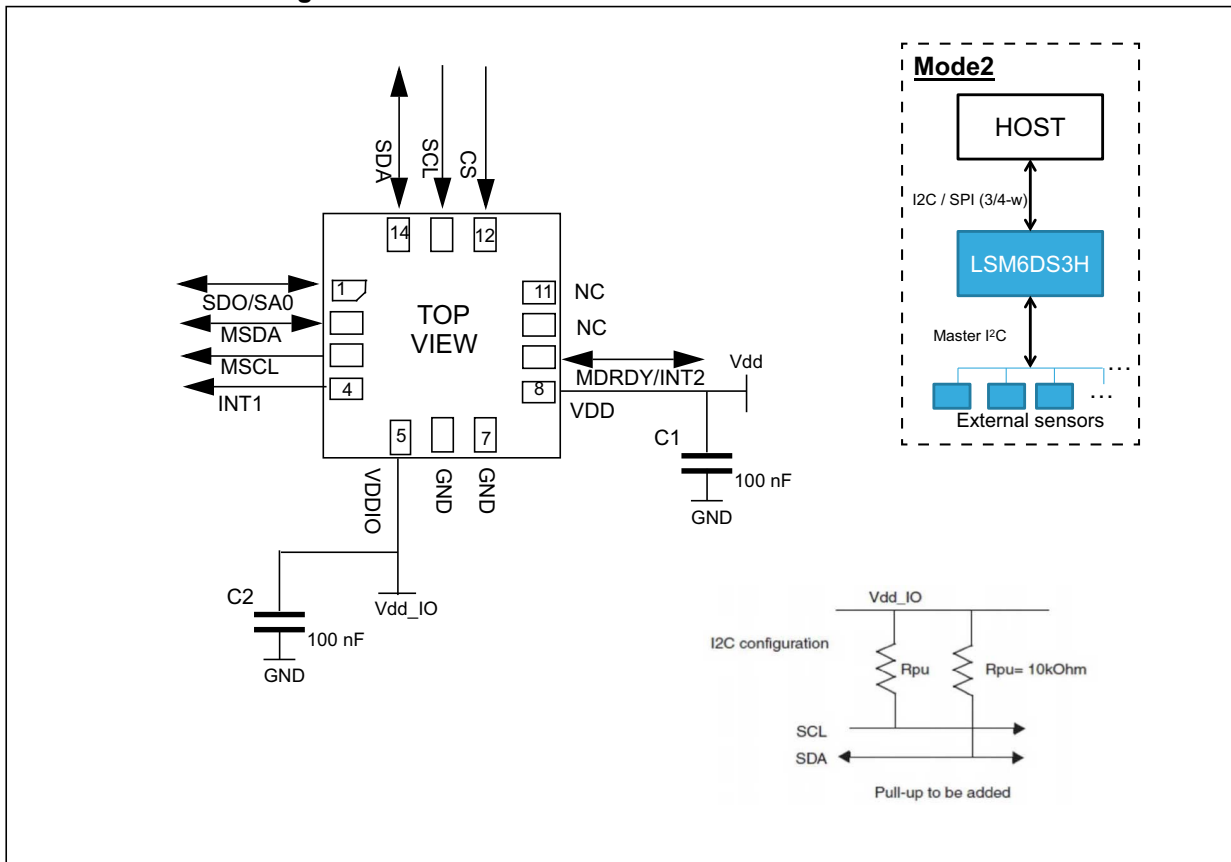 SDA
SCL
CS
14
12
1
SDO/SA0
MSDA
MSCL
4
INT1
TOP
VIEW
11
NC
NC
MDRDY/INT2
8
VDD
Vdd
5
7
VDDIO
GND
GND
C1
100 nF
GND
C2
100 nF
GND
Vdd_IO
Mode2
HOST
I2C / SPI (3/4-w)
LSM6DS3H
Master I²C
...
...
External sensors
Vdd_IO
I2C configuration
Rpu
Rpu= 10kOhm
SCL
SDA
Pull-up to be added